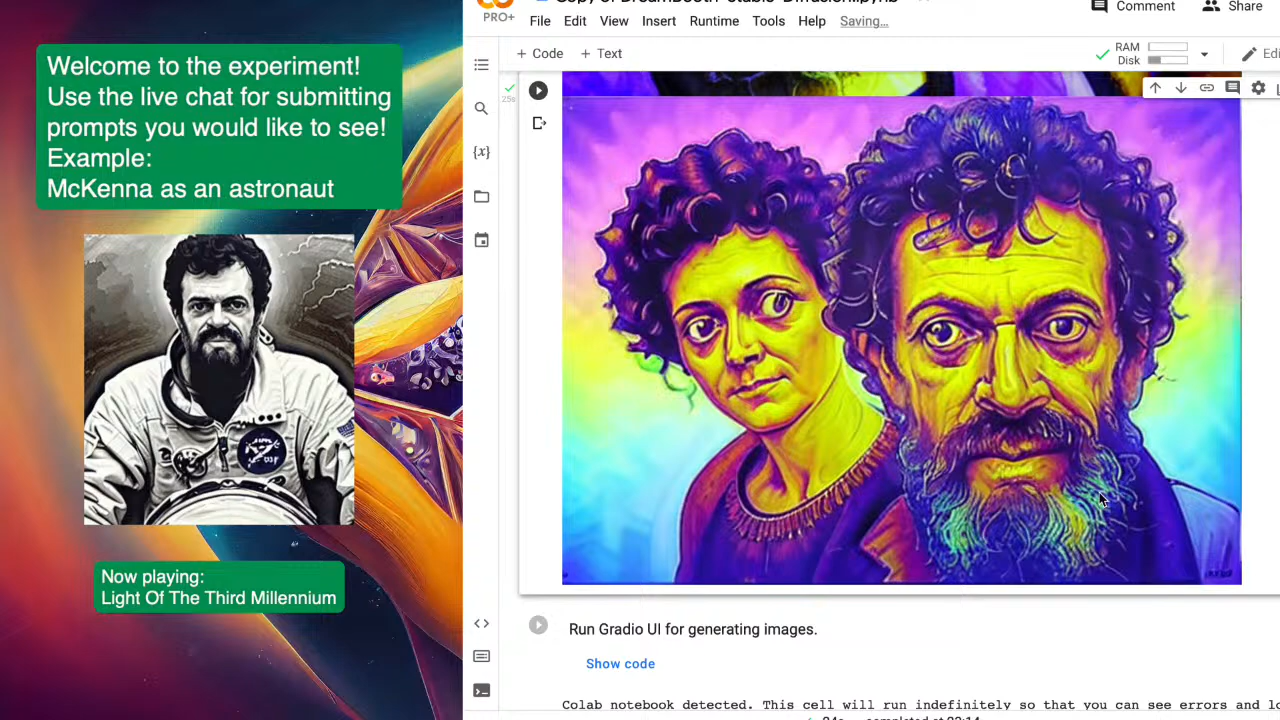 Welcome to the experiment!
Use the live chat for submitting
prompts you would like to see!
Example:
McKenna as an astronaut
Now playing:
Light Of The Third Millennium
PRO+
File Edit View Insert Runtime Tools Help Saving...
Comment Share
+ Code + Text
RAM
Disk
25s
{x}
Run Gradio UI for generating images.
Show code
Colab notebook detected. This cell will run indefinitely so that you can see errors and